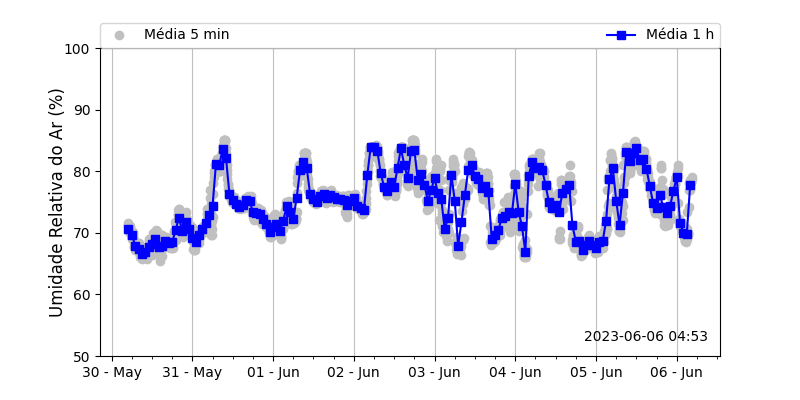 Média 5 min
Média 1 h
Umidade Relativa do Ar (%)
100
90
80
70
60
50
2023-06-06 04:53
30 - May
31 - May
01 - Jun
02 - Jun
03 - Jun
04 - Jun
05 - Jun
06 - Jun